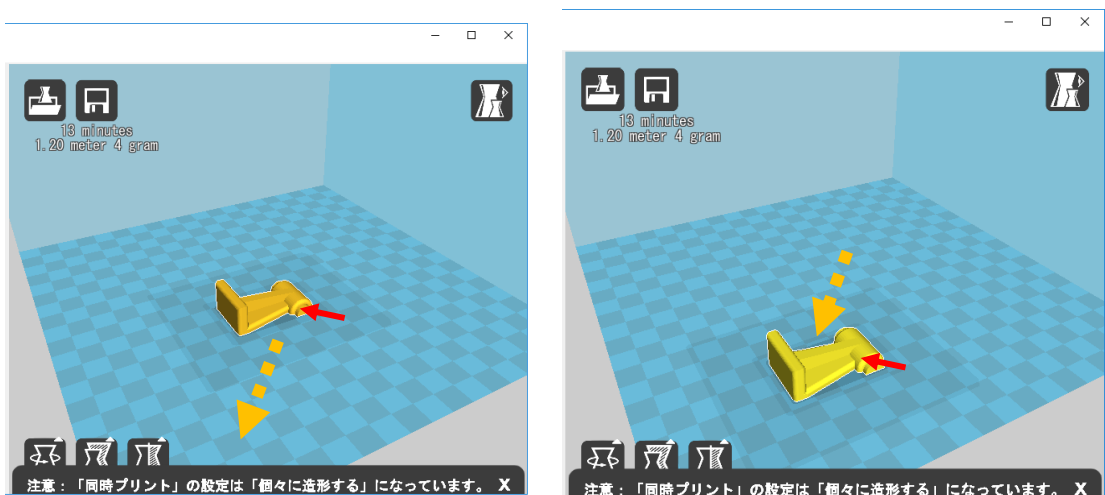 13 minutes
1.20 meter 4 gram
注意：「同時プリント」の設定は「個々に造形する」になっています。 X
13 minutes
1.20 meter 4 gram
注意：「同時プリント」の設定は「個々に造形する」になっています。 X